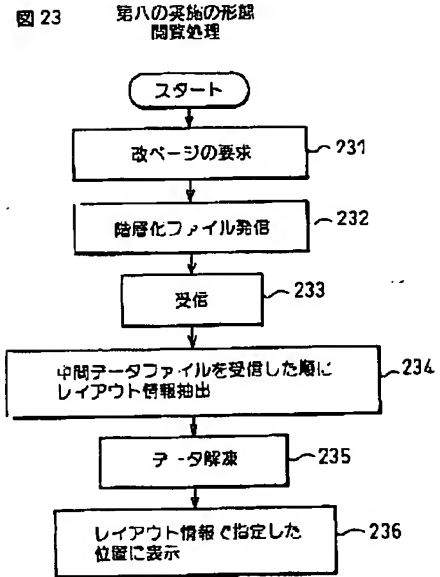 図23
第八の実施の形態
閲覧処理
スタート
改ページの要求
231
階層化ファイル発信
232
受信
233
中間データファイルを受信した順に
レイアウト情報抽出
234
データ解凍
235
レイアウト情報で指定した
位置に表示
236